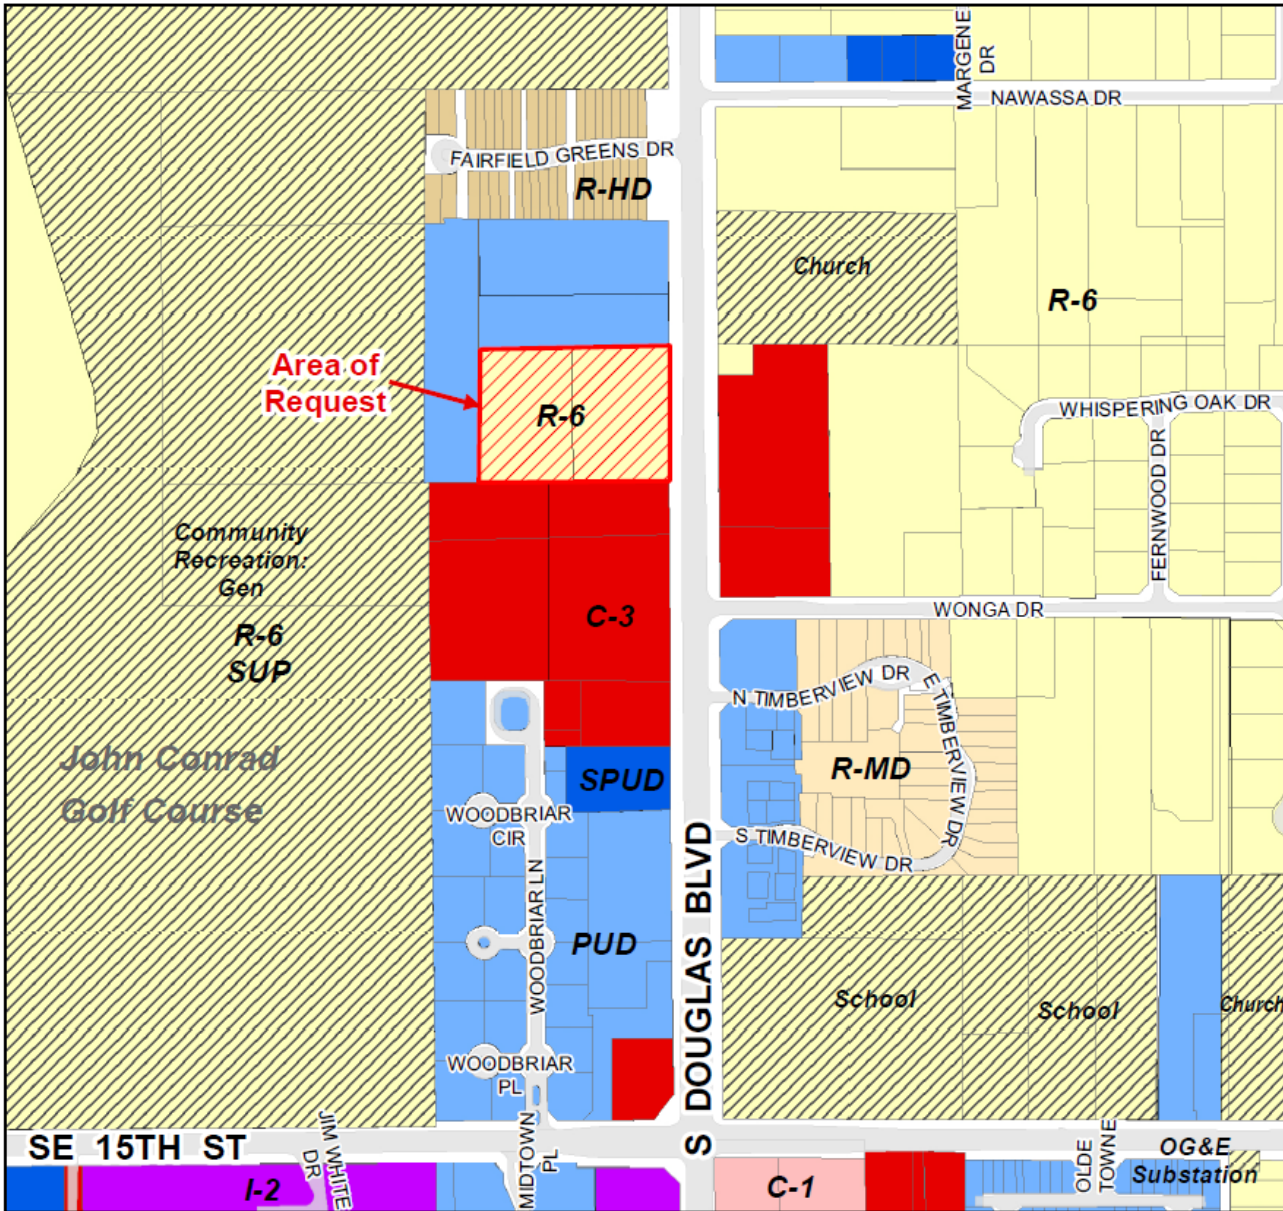 MARGENE
DR
NAWASSA DR
FAIRFIELD GREENS DR
R-HD
Church
R-6
Area of
Request
R-6
WHISPERING OAK DR
FERNWOOD DR
Community
Recreation:
Gen
R-6
SUP
C-3
WONGA DR
N TIMBERVIEW DR
E TIMBERVIEW DR
R-MD
S TIMBERVIEW DR
John Conrad
Golf Course
SPUD
WOODBRIAR
CIR
WOODBRIAR LN
PUD
S DOUGLAS BLVD
School
School
Church
WOODBRIAR
PL
SE 15TH ST
JIM WHITE
DR
MIDTOWN
PL
I-2
C-1
OLDE
TOWNE
OG&E
Substation